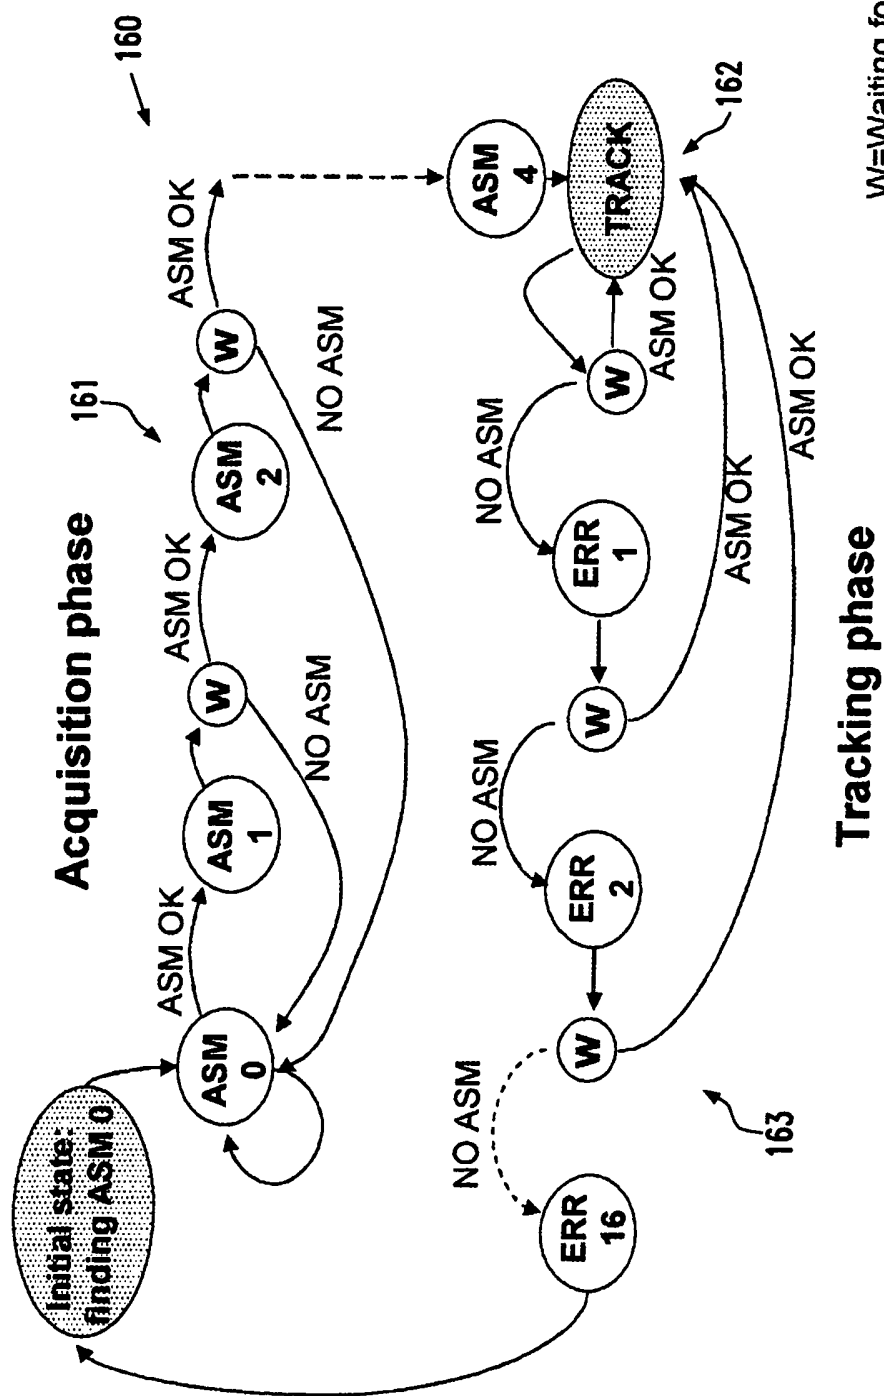 160
Acquisition phase
161
Initial state:
finding ASM 0
ASM
0
ASM OK
ASM
1
W
ASM OK
ASM
2
W
ASM OK
NO ASM
NO ASM
ASM
4
TRACK
162
W
ASM OK
NO ASM
ERR
1
W
ASM OK
NO ASM
ERR
2
W
ASM OK
NO ASM
ERR
16
163
Tracking phase
W=Waiting fo